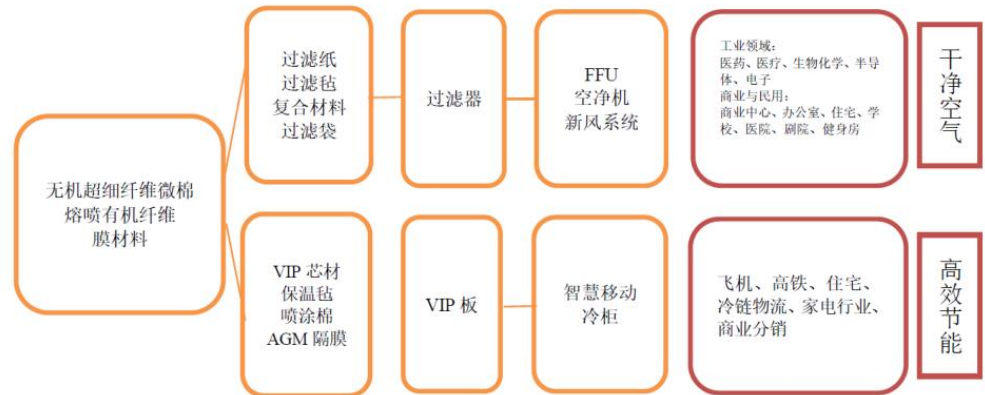 无机超细纤维微棉
熔喷有机纤维
膜材料
过滤纸
过滤毡
复合材料
过滤袋
过滤器
FFU
空净机
新风系统
工业领域:
医药、医疗、生物化学、半导
体、电子
商业与民用:
商业中心、办公室、住宅、学
校、医院、剧院、健身房
干净空气
VIP 芯材
保温毡
喷涂棉
AGM 隔膜
VIP 板
智慧移动
冷柜
飞机、高铁、住宅、
冷链物流、家电行业、
商业分销
高效节能